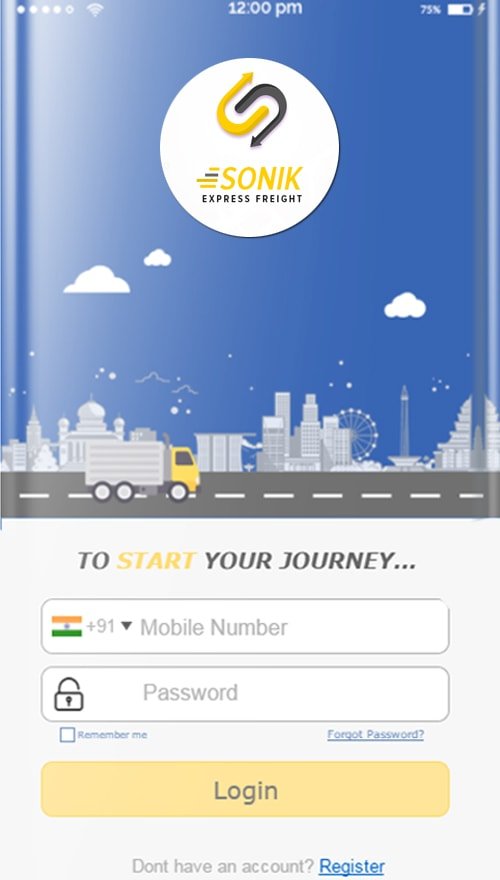 12:00 pm
75%
SONIK
EXPRESS FREIGHT
TO START YOUR JOURNEY...
+91 Mobile Number
Password
Remember me
Forgot Password?
Login
Dont have an account? Register